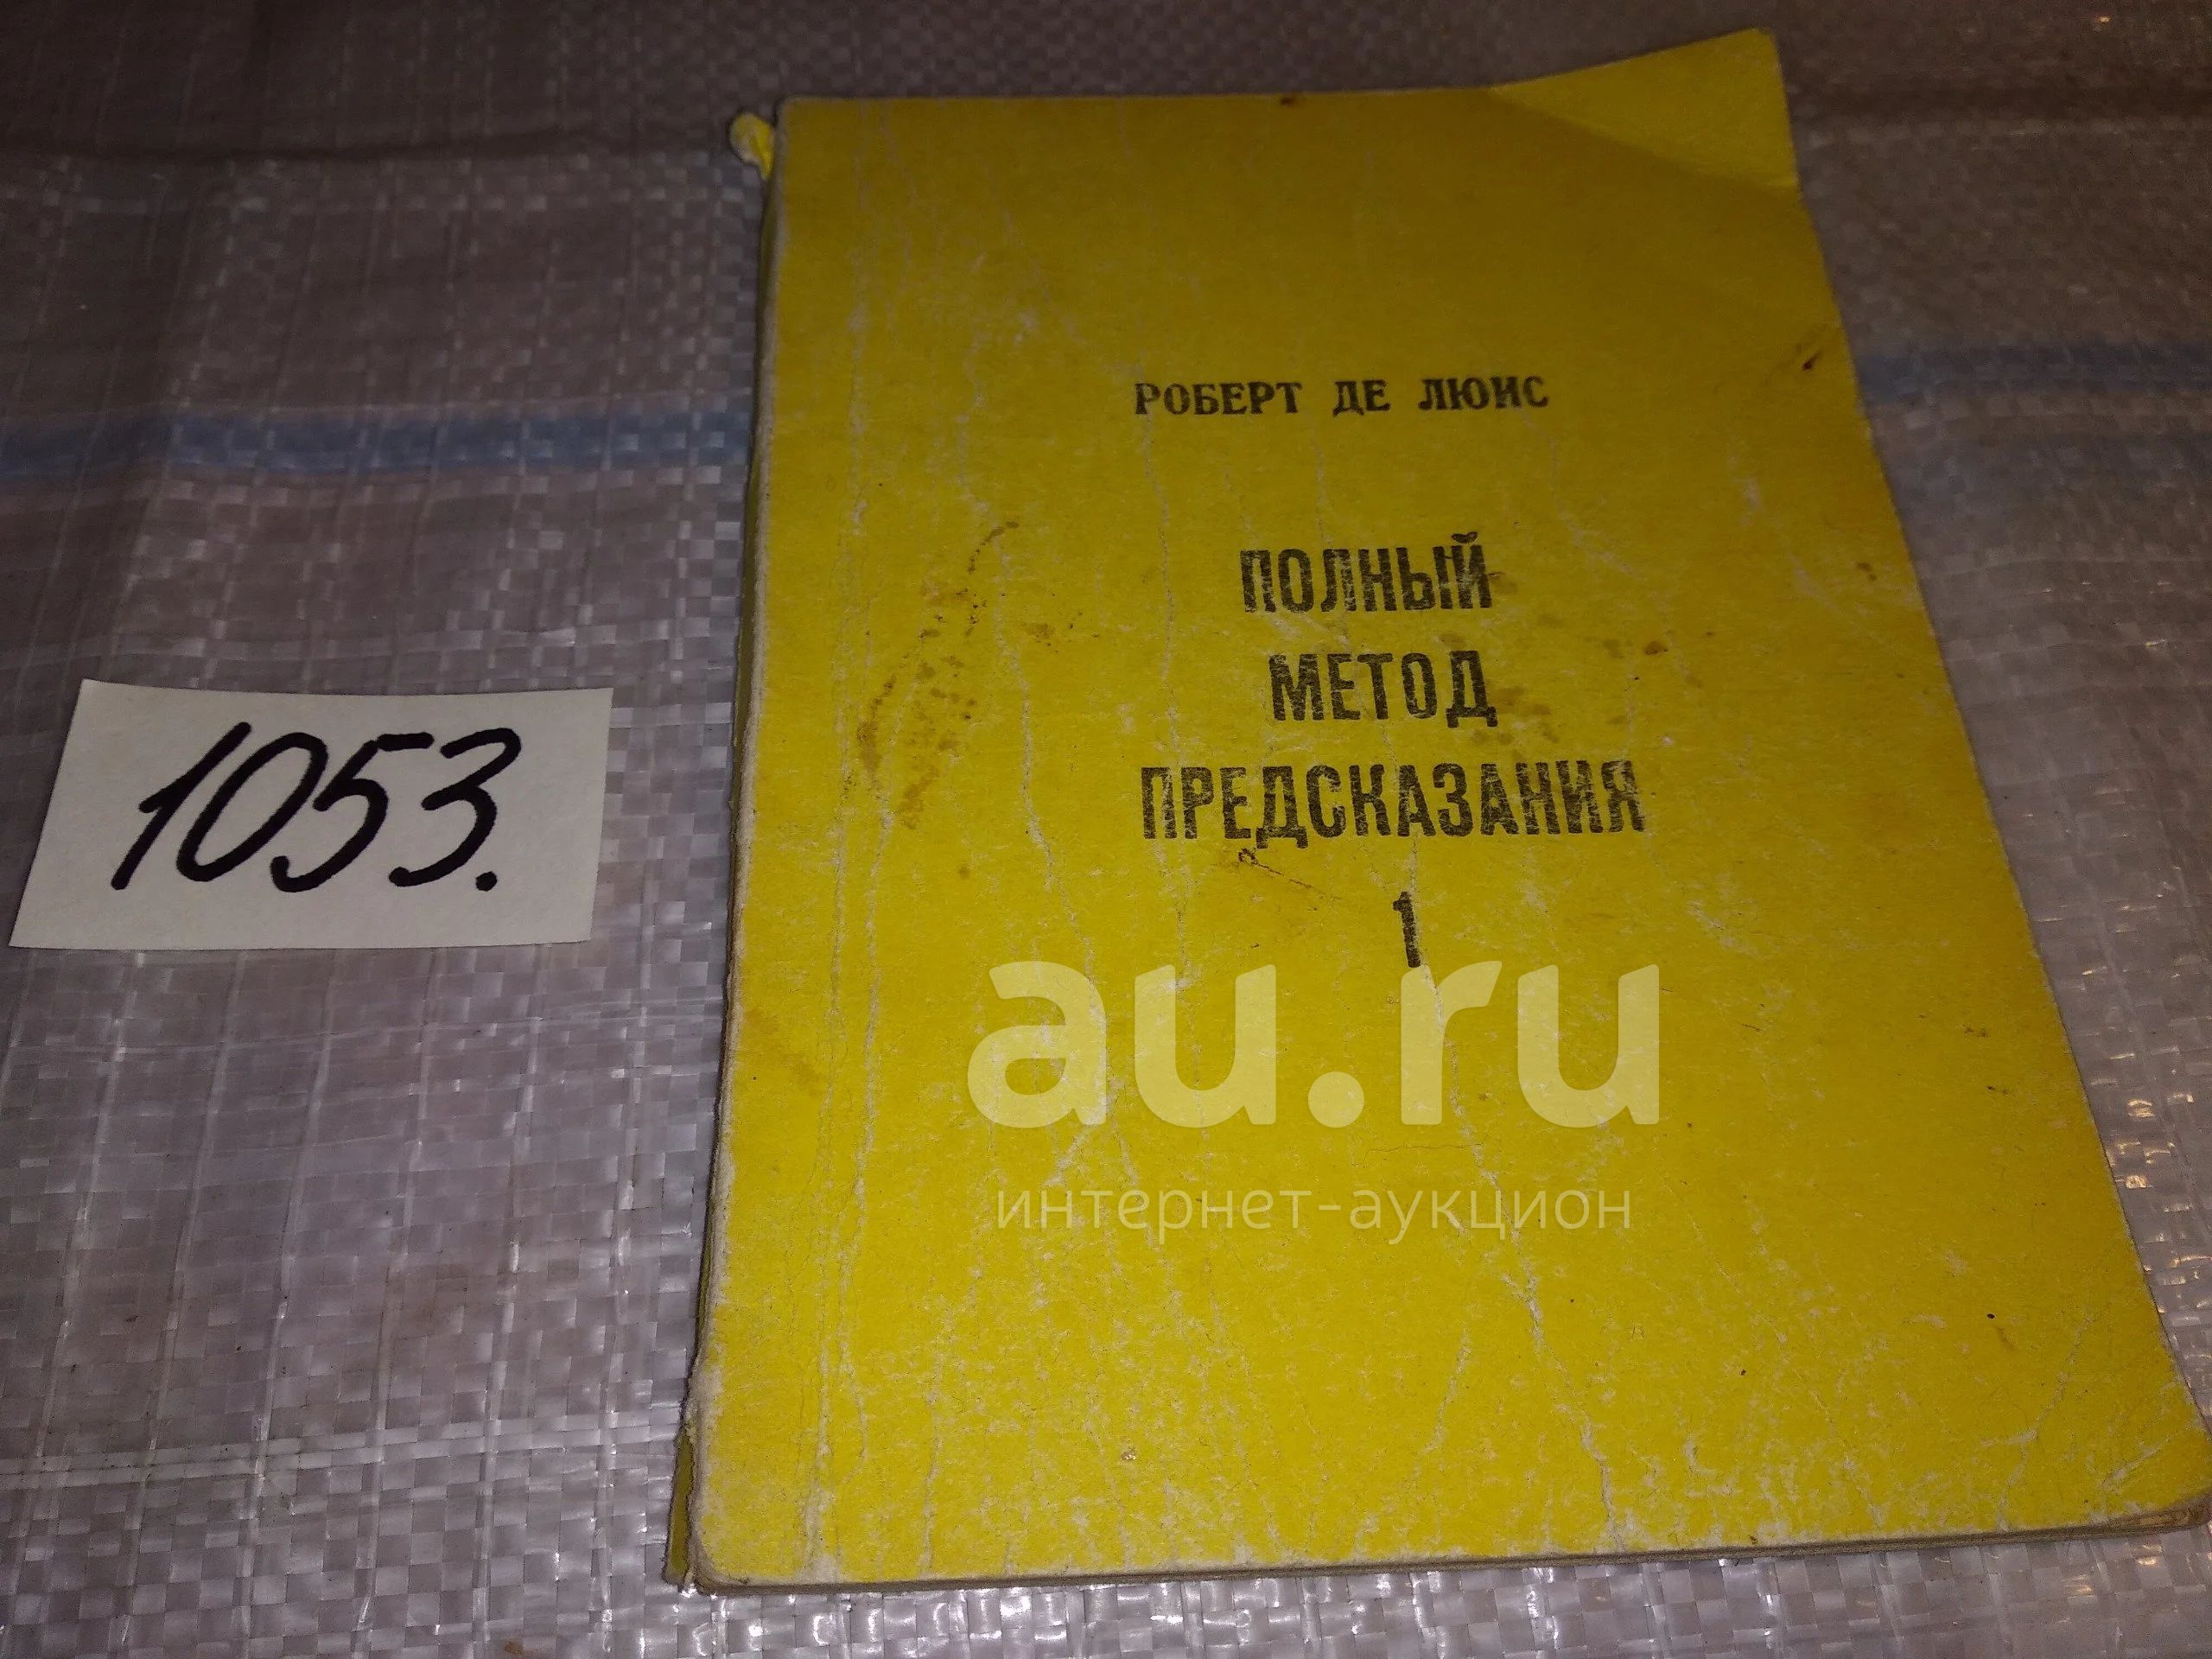 РОБЕРТ ДЕ ЛЮИС
ПОЛНЫЙ
МЕТОД
ПРЕДСКАЗАНИЯ
1
1053.
au.ru
интернет-аукцион